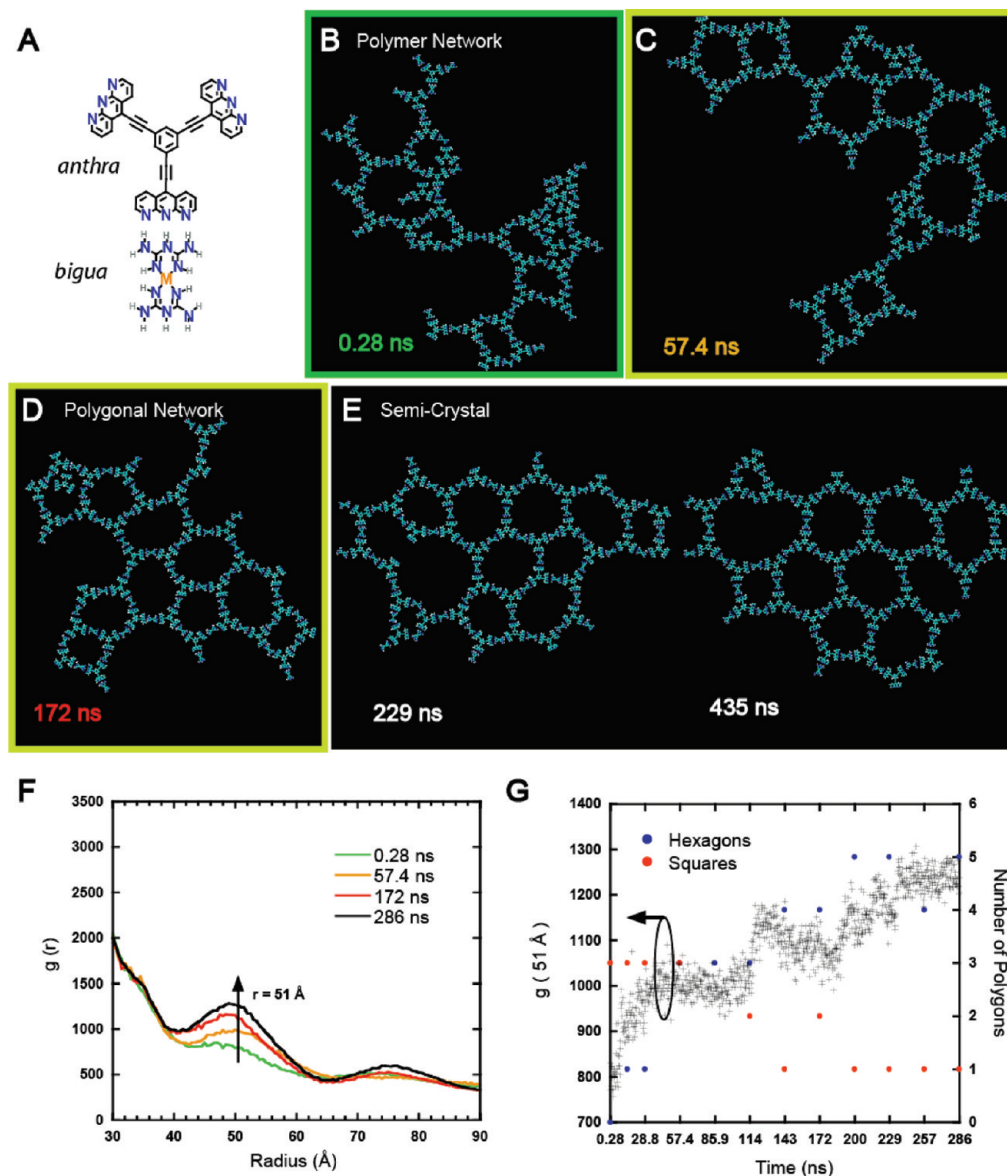 A
N N N N N N
anthra
N N N
bigua
H H H
N N N
H H
N N
H H
M
H H
N N
H H
N N N
H H H
B Polymer Network
0.28 ns
C
57.4 ns
D Polygonal Network
172 ns
E Semi-Crystal
229 ns
435 ns
F
3500
3000
2500
2000
1500
1000
500
0
g (r)
0.28 ns
57.4 ns
172 ns
286 ns
r = 51 Å
30 40 50 60 70 80 90
Radius (Å)
G
1400
1300
1200
1100
1000
900
800
700
g ( 51 Å )
Hexagons
Squares
6
5
4
3
2
1
0
Number of Polygons
0.28 28.8 57.4 85.9 114 143 172 200 229 257 286
Time (ns)